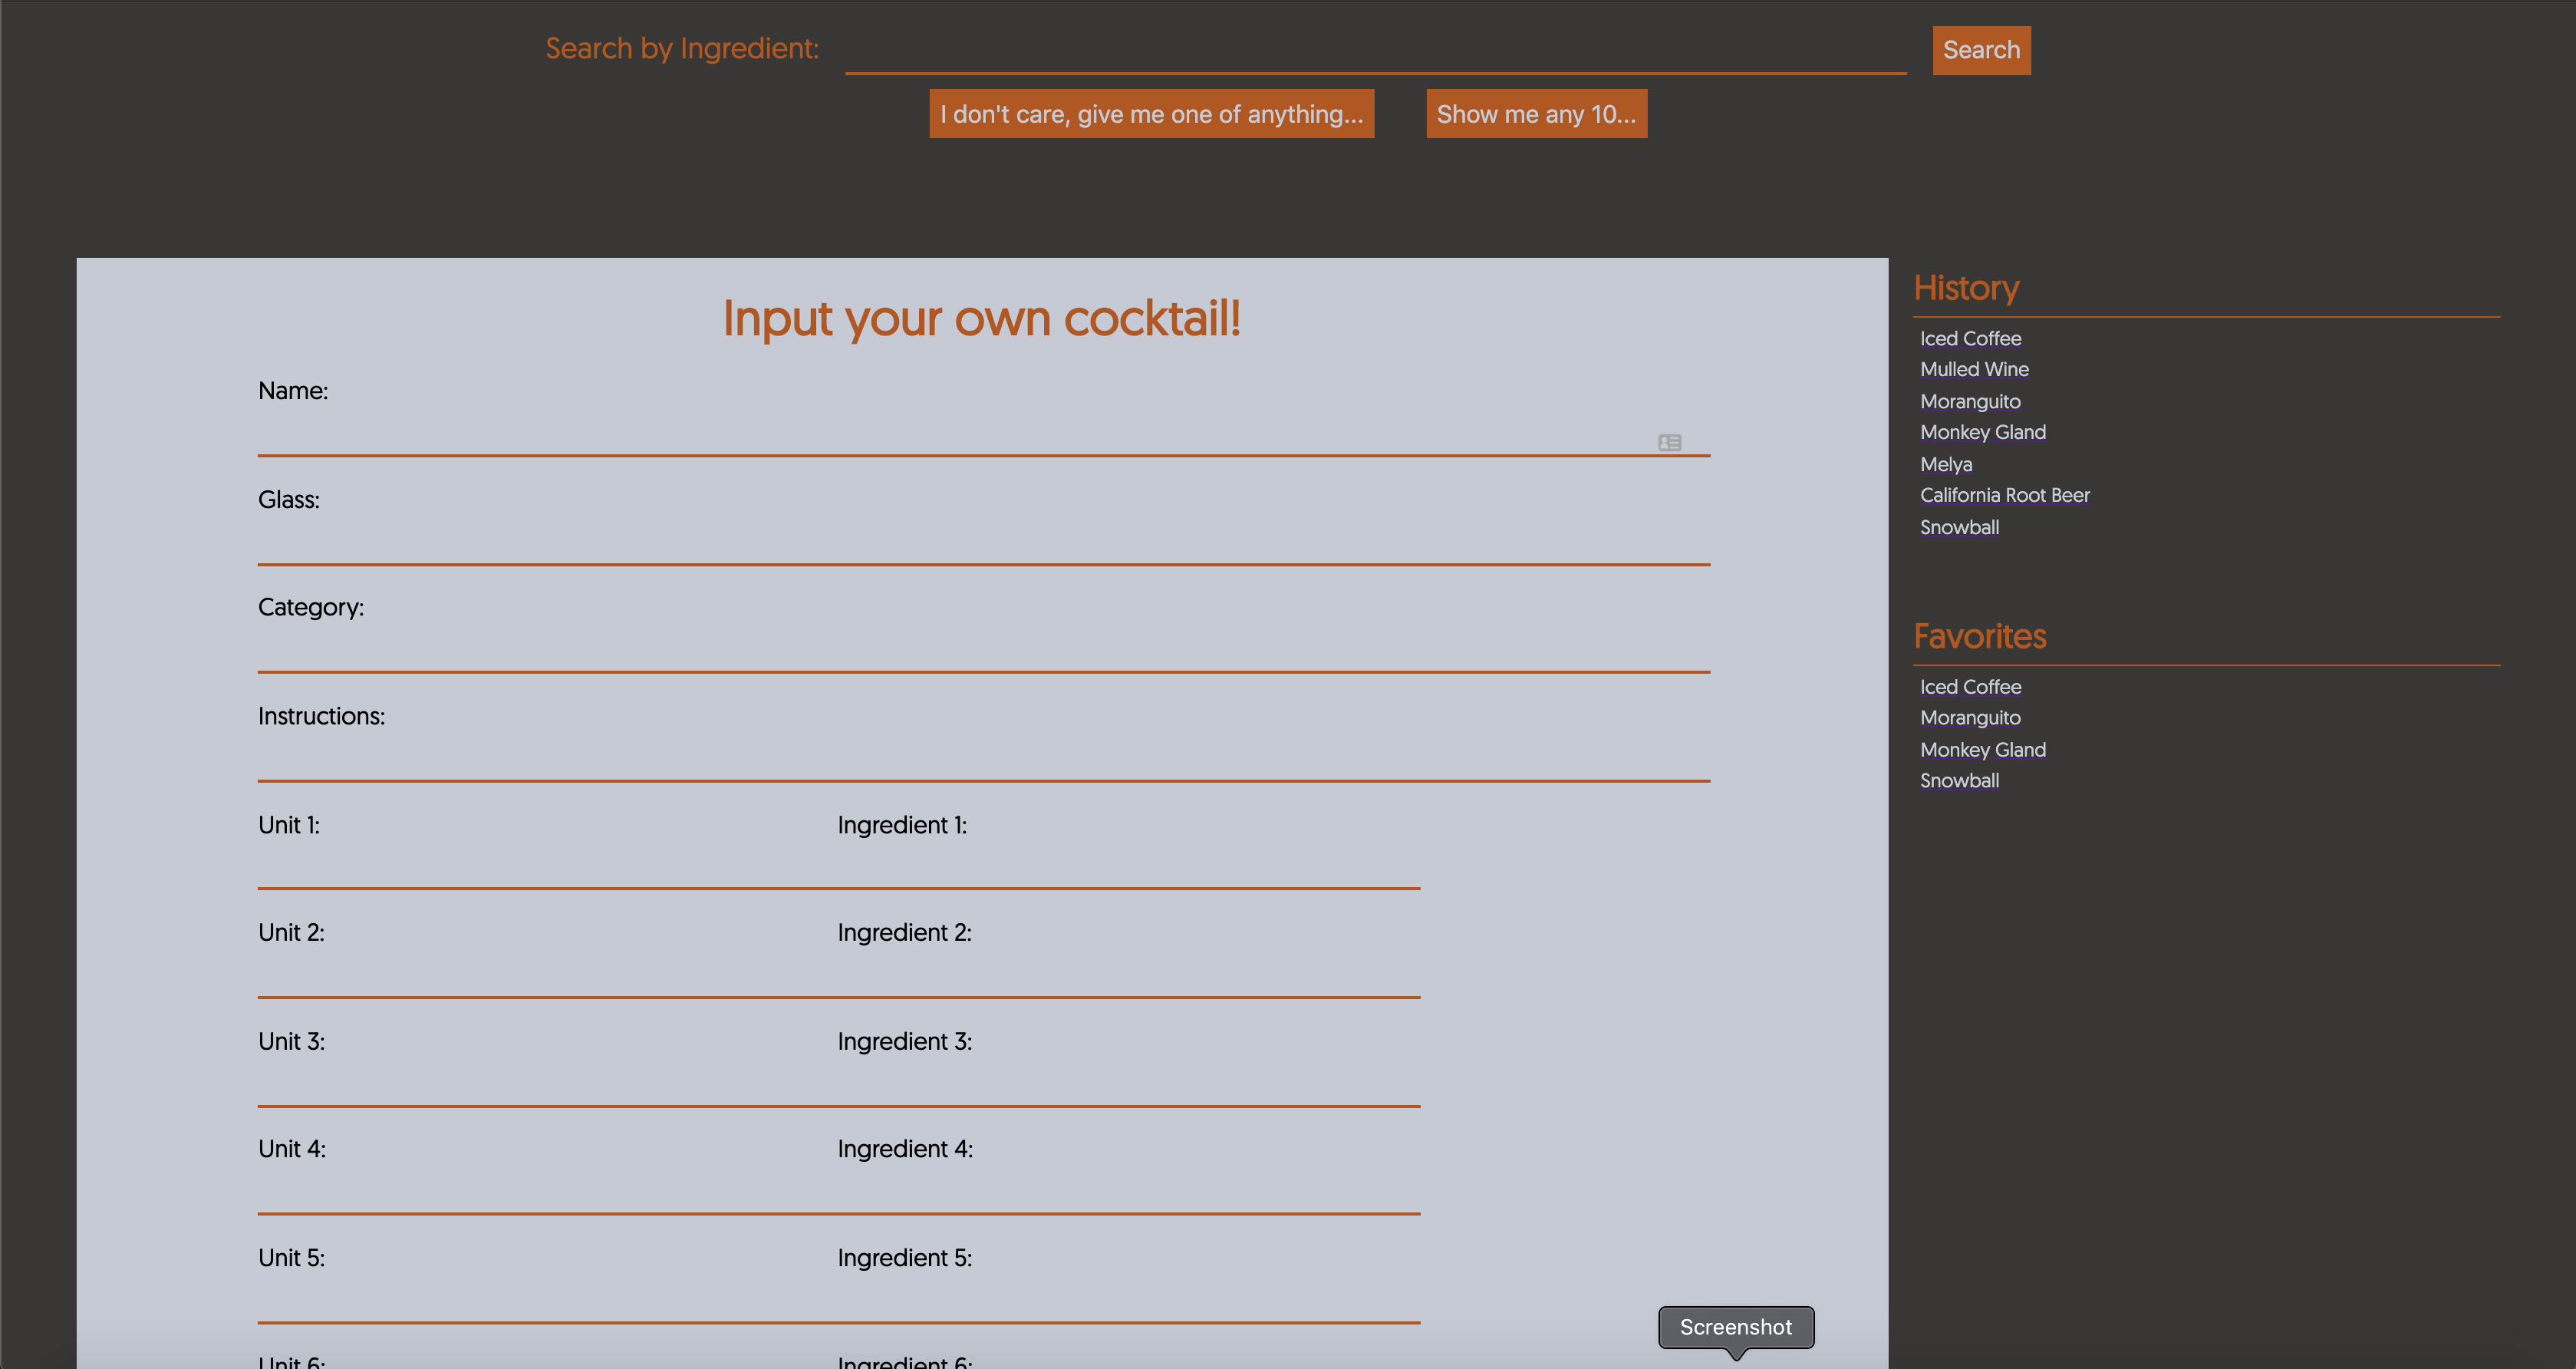 Search by Ingredient: Search
I don't care, give me one of anything... Show me any 10...
Input your own cocktail!
Name:
Glass:
Category:
Instructions:
Unit 1: Ingredient 1:
Unit 2: Ingredient 2:
Unit 3: Ingredient 3:
Unit 4: Ingredient 4:
Unit 5: Ingredient 5:
Unit 6: Ingredient 6:
History
Iced Coffee
Mulled Wine
Moranguito
Monkey Gland
Melya
California Root Beer
Snowball
Favorites
Iced Coffee
Moranguito
Monkey Gland
Snowball
Screenshot